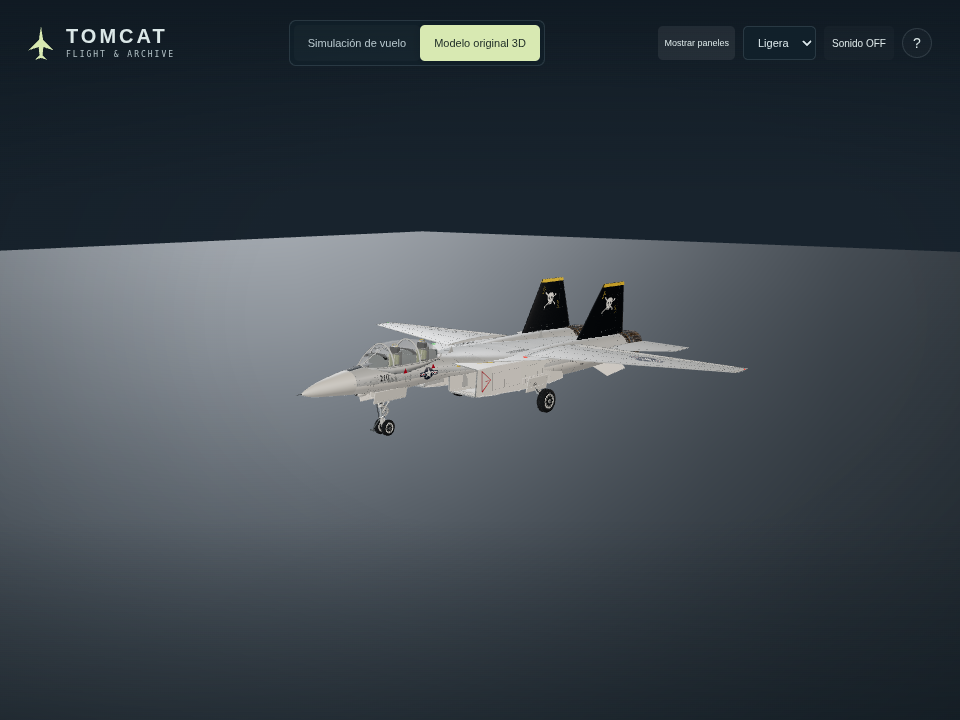 TOMCAT
FLIGHT & ARCHIVE
Simulación de vuelo
Modelo original 3D
Mostrar paneles
Ligera
Sonido OFF
?